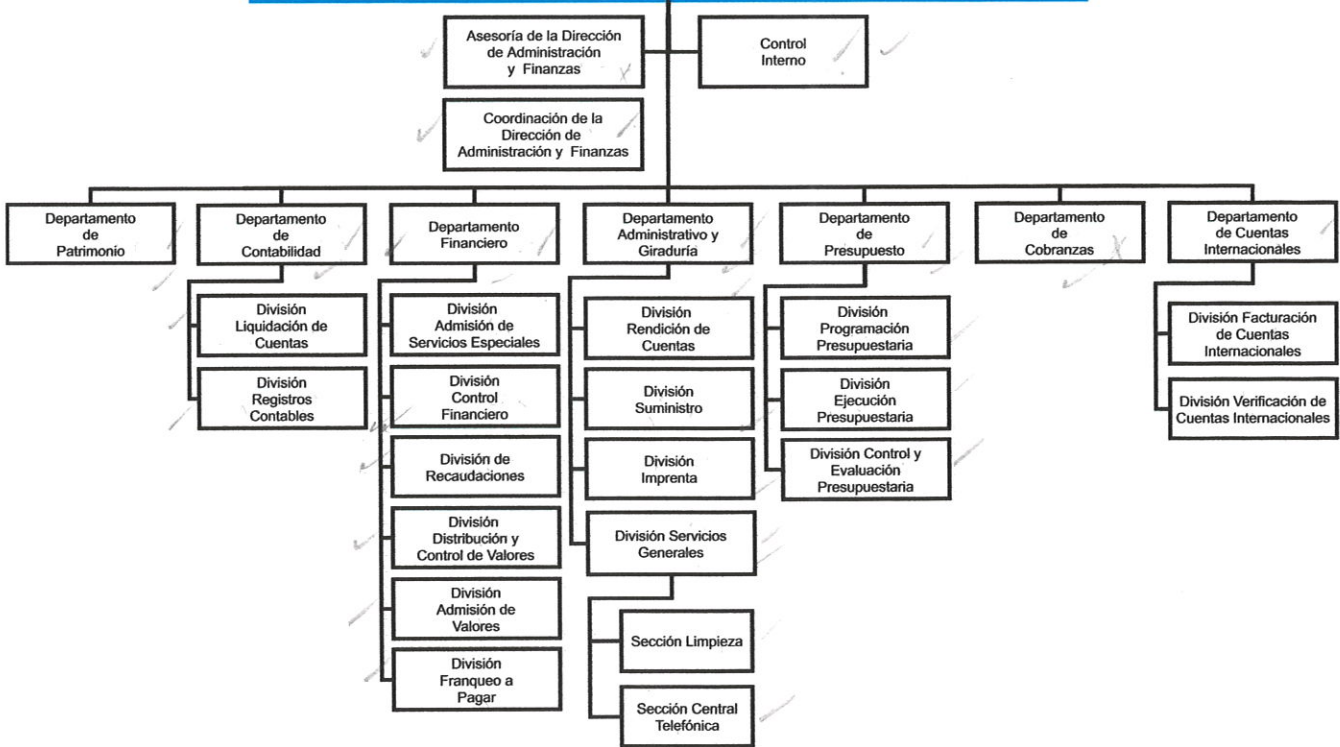 Asesoría de la Dirección
de Administración
y Finanzas
Control
Interno
Coordinación de la
Dirección de
Administración y Finanzas
Departamento
de
Patrimonio
Departamento
de
Contabilidad
Departamento
Financiero
Departamento
Administrativo y
Giraduría
Departamento
de
Presupuesto
Departamento
de
Cobranzas
Departamento
de Cuentas
Internacionales
División
Liquidación de
Cuentas
División
Registros
Contables
División
Admisión de
Servicios Especiales
División
Control
Financiero
División de
Recaudaciones
División
Distribución y
Control de Valores
División
Admisión de
Valores
División
Franqueo a
Pagar
División
Rendición de
Cuentas
División
Suministro
División
Imprenta
División Servicios
Generales
Sección Limpieza
Sección Central
Telefónica
División
Programación
Presupuestaria
División
Ejecución
Presupuestaria
División Control y
Evaluación
Presupuestaria
División Facturación
de Cuentas
Internacionales
División Verificación de
Cuentas Internacionales